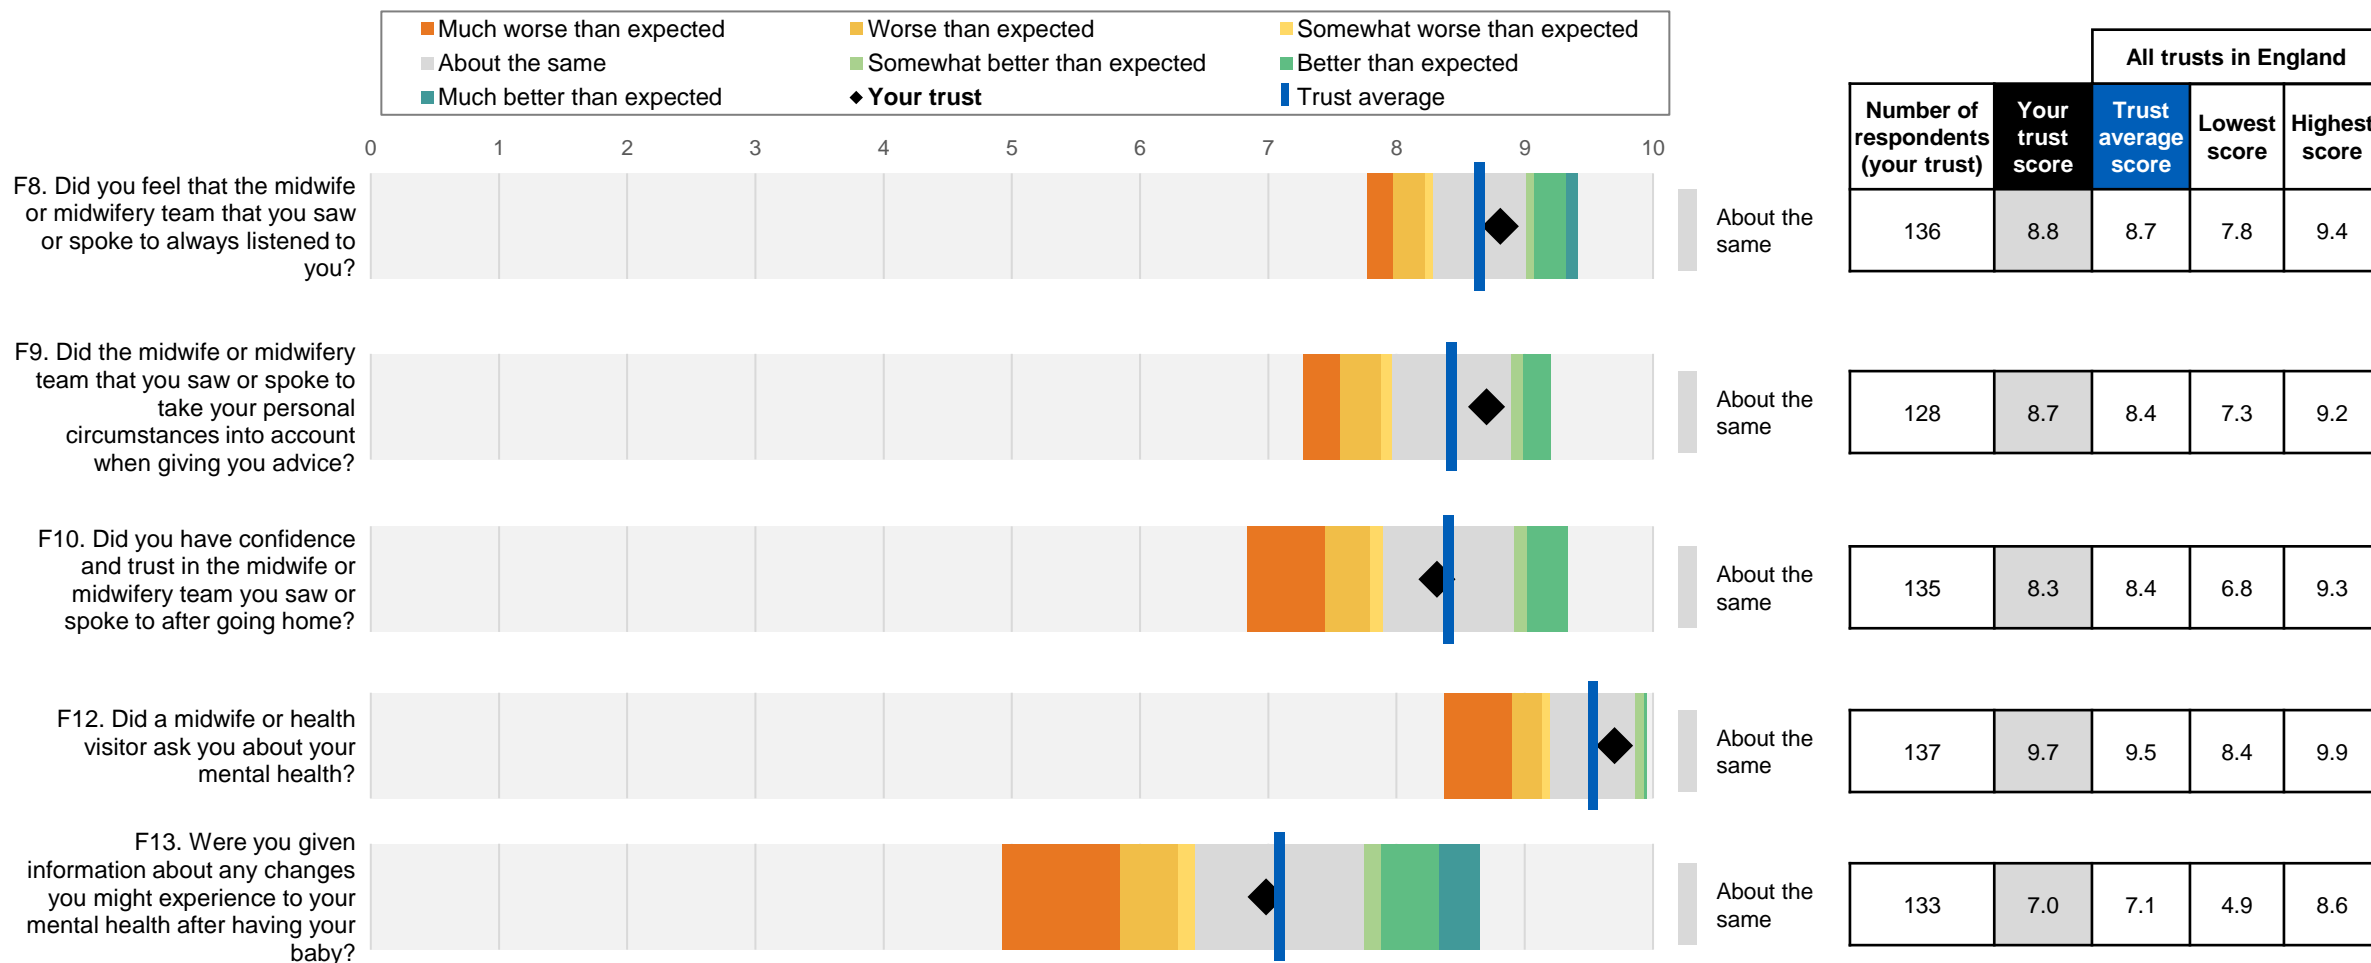 Much worse than expected
Worse than expected
Somewhat worse than expected
About the same
Somewhat better than expected
Better than expected
Much better than expected
Your trust
Trust average
All trusts in England
Number of
respondents
(your trust)
Your
trust
score
Trust
average
score
Lowest
score
Highest
score
0 1 2 3 4 5 6 7 8 9 10
F8. Did you feel that the midwife
or midwifery team that you saw
or spoke to always listened to
you?
About the
same
136 8.8 8.7 7.8 9.4
F9. Did the midwife or midwifery
team that you saw or spoke to
take your personal
circumstances into account
when giving you advice?
About the
same
128 8.7 8.4 7.3 9.2
F10. Did you have confidence
and trust in the midwife or
midwifery team you saw or
spoke to after going home?
About the
same
135 8.3 8.4 6.8 9.3
F12. Did a midwife or health
visitor ask you about your
mental health?
About the
same
137 9.7 9.5 8.4 9.9
F13. Were you given
information about any changes
you might experience to your
mental health after having your
baby?
About the
same
133 7.0 7.1 4.9 8.6